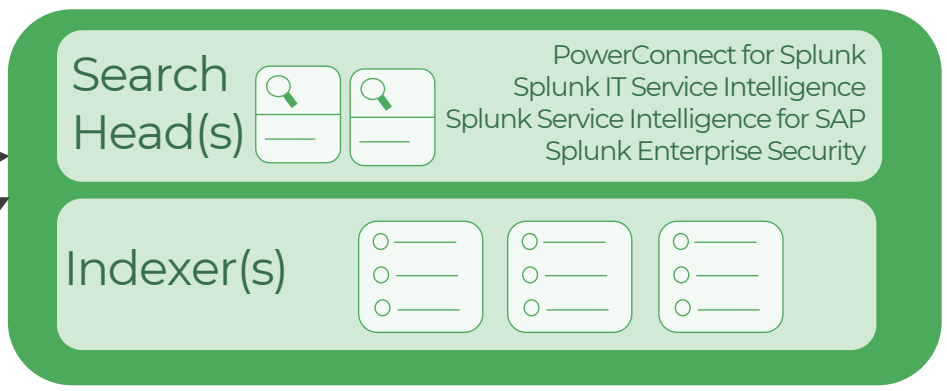 Search
Head(s)
PowerConnect for Splunk
Splunk IT Service Intelligence
Splunk Service Intelligence for SAP
Splunk Enterprise Security
Indexer(s)